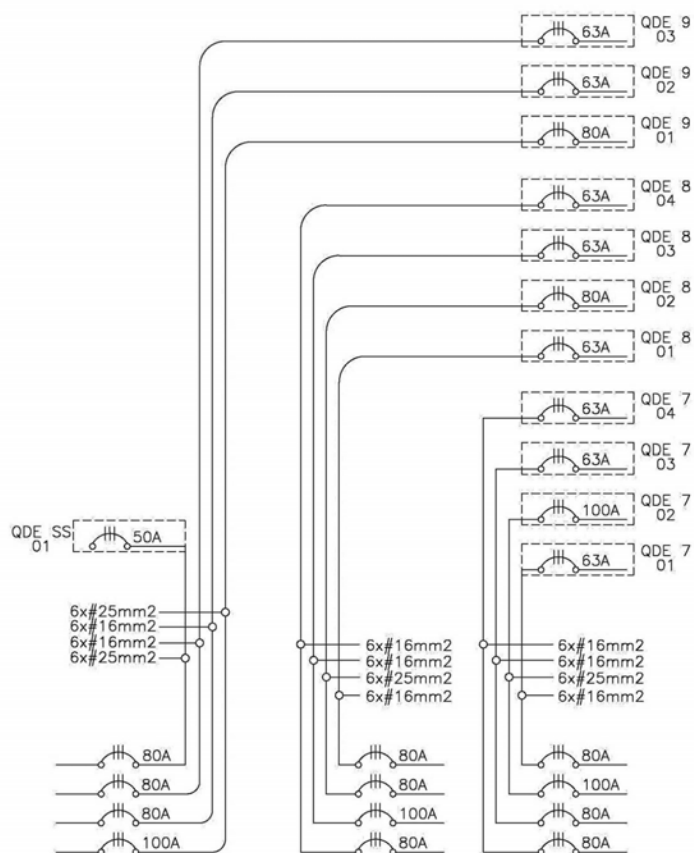 63A QDE 9
03
63A QDE 9
02
80A QDE 9
01
63A QDE 8
04
63A QDE 8
03
80A QDE 8
02
63A QDE 8
01
63A QDE 7
04
63A QDE 7
03
100A QDE 7
02
63A QDE 7
01
QDE SS 50A
01
6x#25mm2
6x#16mm2
6x#16mm2
6x#25mm2
6x#16mm2
6x#16mm2
6x#25mm2
6x#16mm2
6x#16mm2
6x#16mm2
6x#25mm2
6x#16mm2
80A
80A
80A
100A
80A
80A
100A
80A
80A
100A
80A
80A